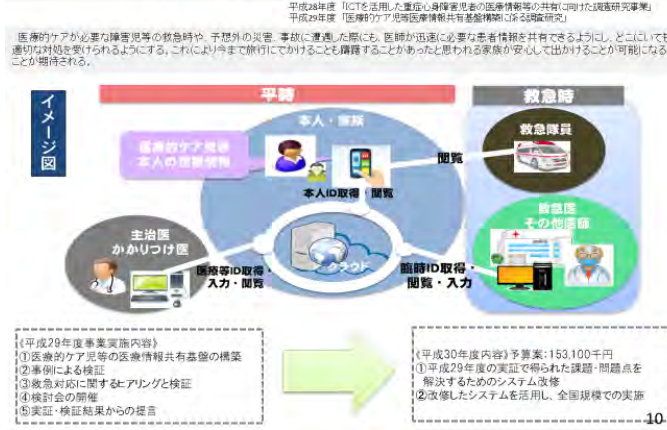 平成28年度 「ICTを活用した重症心身障害児者の医療情報等の共有に向けた調査研究事業」
平成29年度 「医療的ケア児等医療情報共有基盤構築に係る調査研究」
医療的ケアが必要な障害児等の救急時や、予想外の災害、事故に遭遇した際にも、医師が迅速に必要な患者情報を共有できるようにし、どこにいても
適切な対処を受けられるようにする。これにより今まで旅行にでかけることも躊躇することがあったと思われる家族が安心して出かけることが可能になる
ことが期待される。
イメージ図
平時
救急時
本人・家族
医療的ケア児等
本人の医療情報
救急隊員
閲覧
本人ID取得・閲覧
救急医
その他医師
主治医
かかりつけ医
クラウド
医療等ID取得・
入力・閲覧
臨時ID取得・
閲覧・入力
《平成29年度事業実施内容》
①医療的ケア児等の医療情報共有基盤の構築
②事例による検証
③救急対応に関するヒアリングと検証
④検討会の開催
⑤実証・検証結果からの提言
《平成30年度内容》予算案:153,100千円
①平成29年度の実証で得られた課題・問題点を
解決するためのシステム改修
②改修したシステムを活用し、全国規模での実施
10